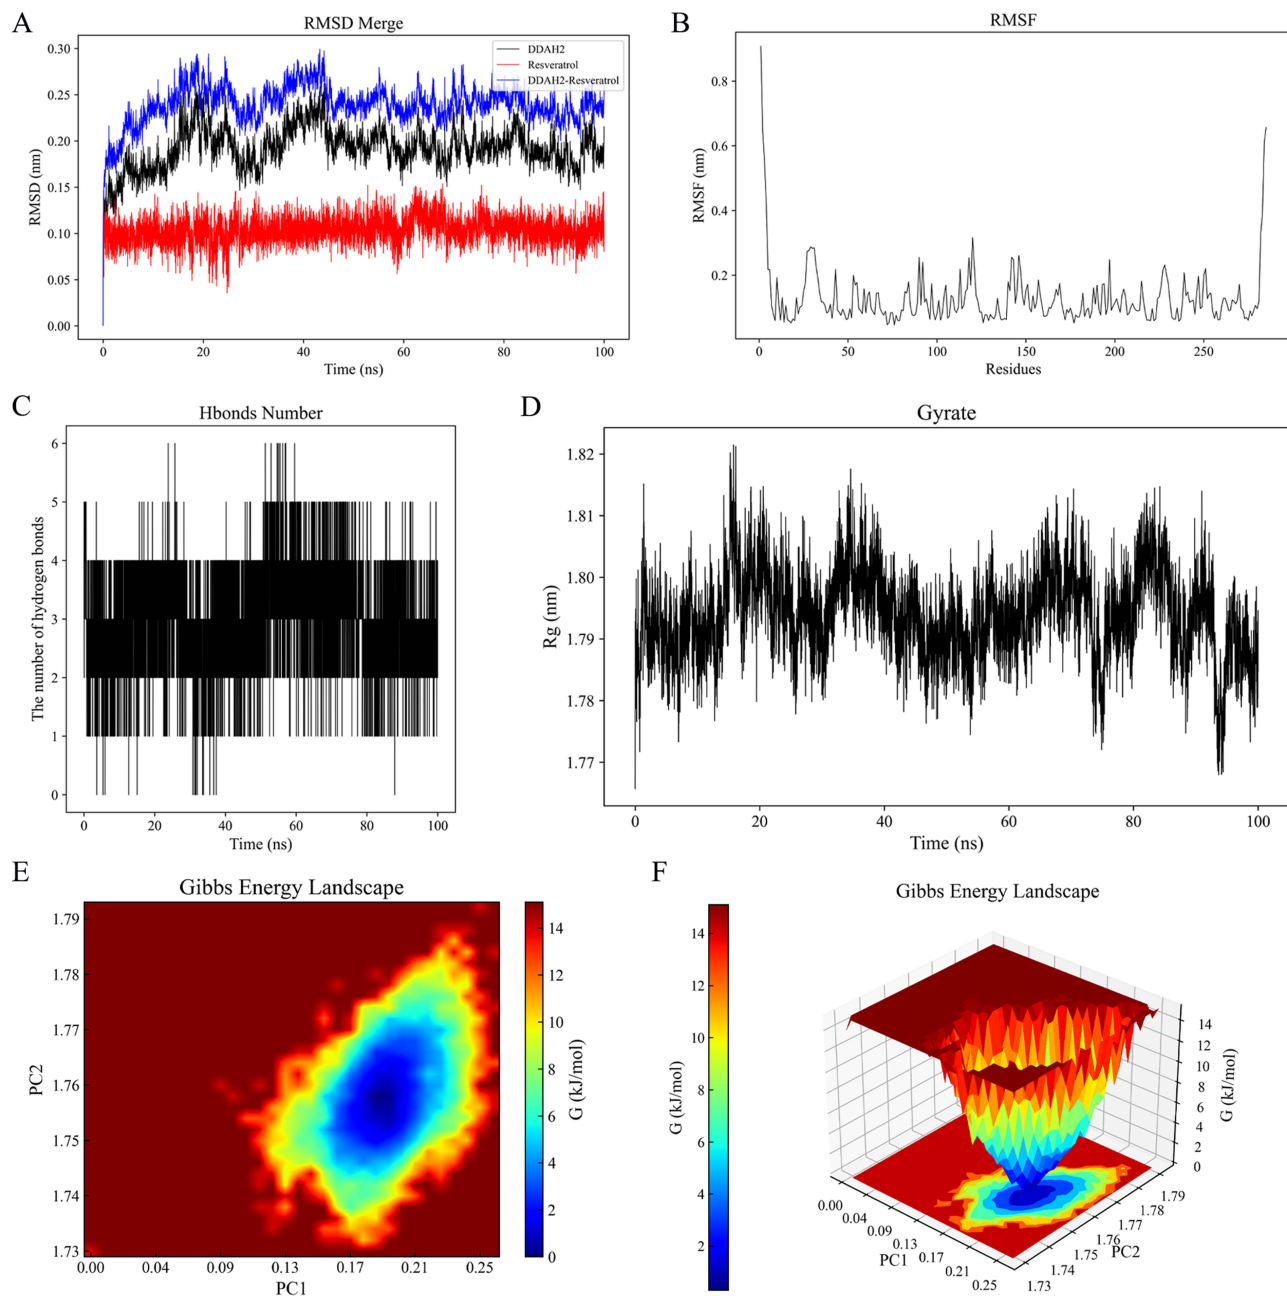 A
RMSD Merge
DDAH2
Resveratrol
DDAH2-Resveratrol
RMSD (nm)
0.30
0.25
0.20
0.15
0.10
0.05
0.00
0 20 40 60 80 100
Time (ns)
B
RMSF
RMSF (nm)
0.8
0.6
0.4
0.2
0 50 100 150 200 250
Residues
C
Hbonds Number
The number of hydrogen bonds
6
5
4
3
2
1
0
0 20 40 60 80 100
Time (ns)
D
Gyrate
Rg (nm)
1.82
1.81
1.80
1.79
1.78
1.77
0 20 40 60 80 100
Time (ns)
E
Gibbs Energy Landscape
PC2
1.79
1.78
1.77
1.76
1.75
1.74
1.73
0.00 0.04 0.09 0.13 0.17 0.21 0.25
PC1
14
12
10
8
6
4
2
0
G (kJ/mol)
F
Gibbs Energy Landscape
G (kJ/mol)
14
12
10
8
6
4
2
14
12
10
8
6
4
2
0
G (kJ/mol)
0.00 0.04 0.09 0.13 0.17 0.21 0.25
PC1
1.73 1.74 1.75 1.76 1.77 1.78 1.79
PC2